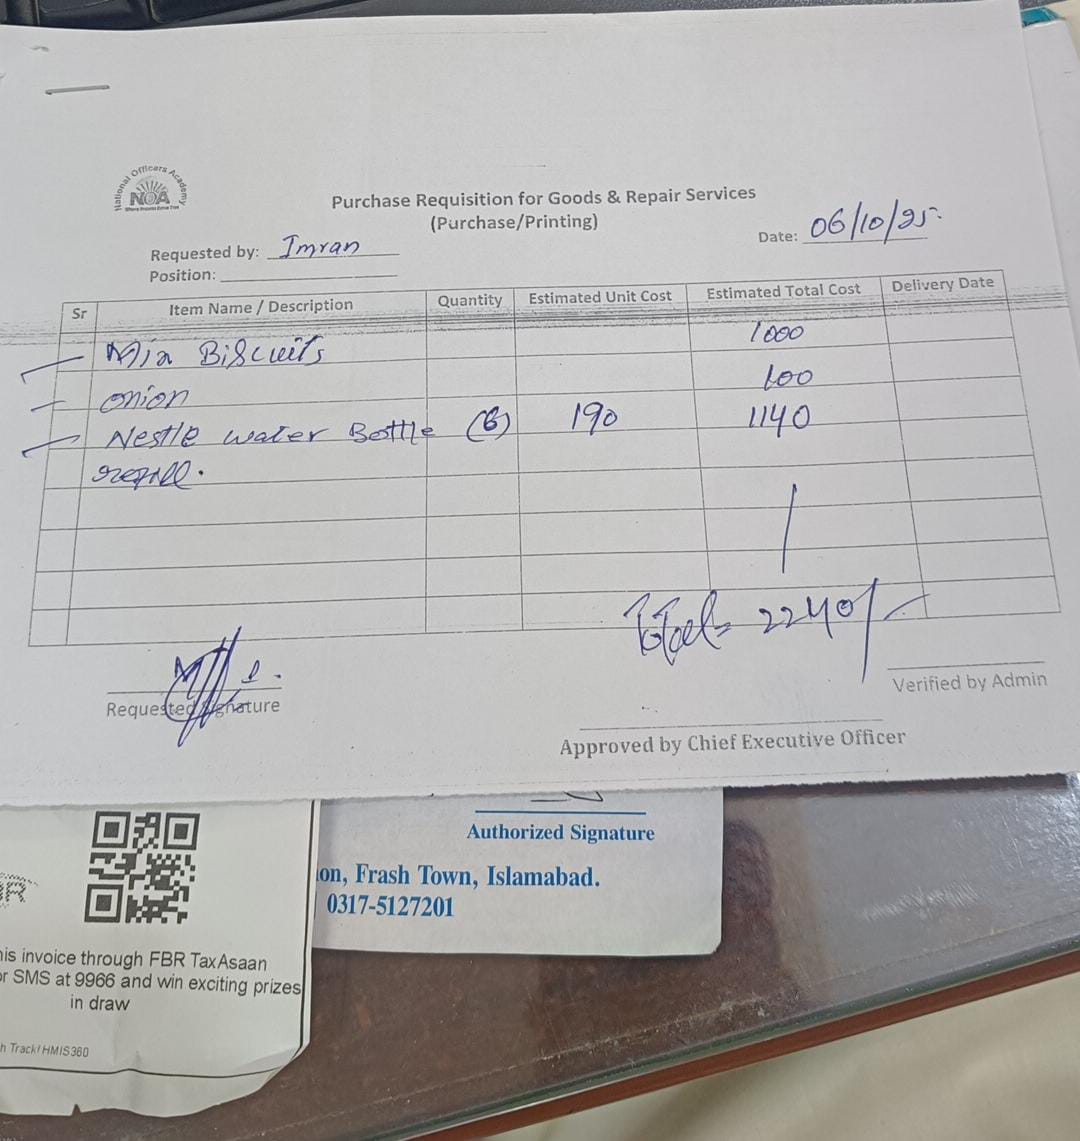 National Officers Academy
NOA
Purchase Requisition for Goods & Repair Services
(Purchase/Printing)
Requested by: Imran
Date: 06/10/25
Position:
Sr Item Name / Description Quantity Estimated Unit Cost Estimated Total Cost Delivery Date
Mix Biscuits 1000
onion 100
Nestle water Bottle (6) 190 1140
refill.
Total= 2240/-
Requested Signature
Verified by Admin
Approved by Chief Executive Officer
Authorized Signature
on, Frash Town, Islamabad.
0317-5127201
his invoice through FBR TaxAsaan
or SMS at 9966 and win exciting prizes
in draw
h Track! HMIS360